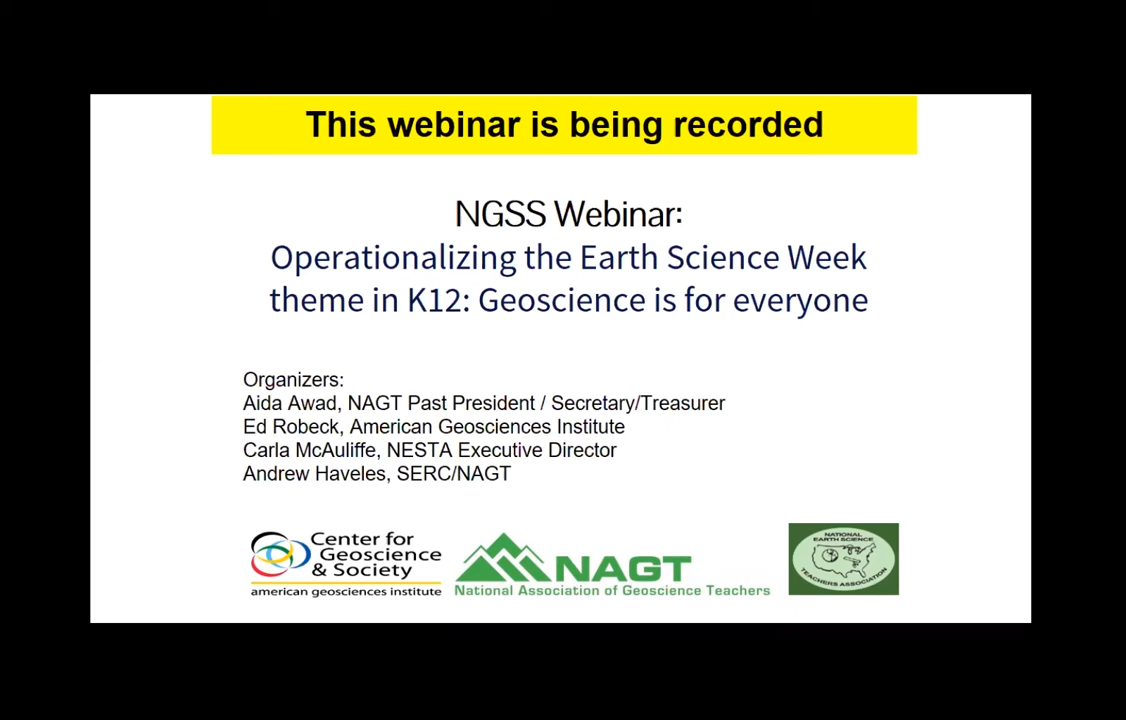 This webinar is being recorded
NGSS Webinar:
Operationalizing the Earth Science Week
theme in K12: Geoscience is for everyone
Organizers:
Aida Awad, NAGT Past President / Secretary/Treasurer
Ed Robeck, American Geosciences Institute
Carla McAuliffe, NESTA Executive Director
Andrew Haveles, SERC/NAGT
Center for
Geoscience
& Society
american geosciences institute
NAGT
National Association of Geoscience Teachers
NATIONAL
EARTH SCIENCE
TEACHERS ASSOCIATION